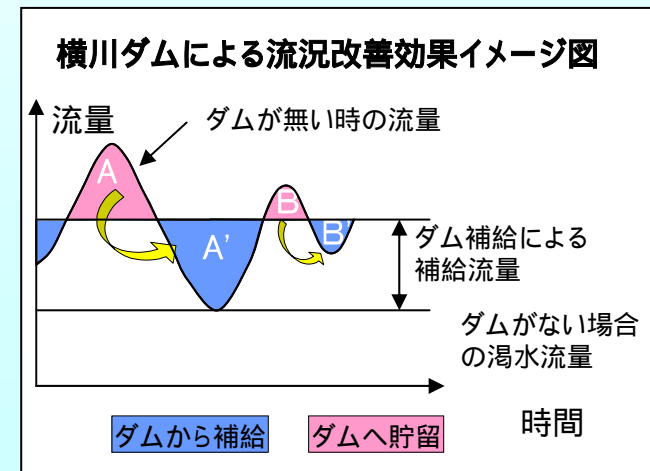 横川ダムによる流況改善効果イメージ図
流量
ダムが無い時の流量
A
B
A'
B'
ダム補給による
補給流量
ダムがない場合
の渇水流量
時間
ダムから補給
ダムへ貯留